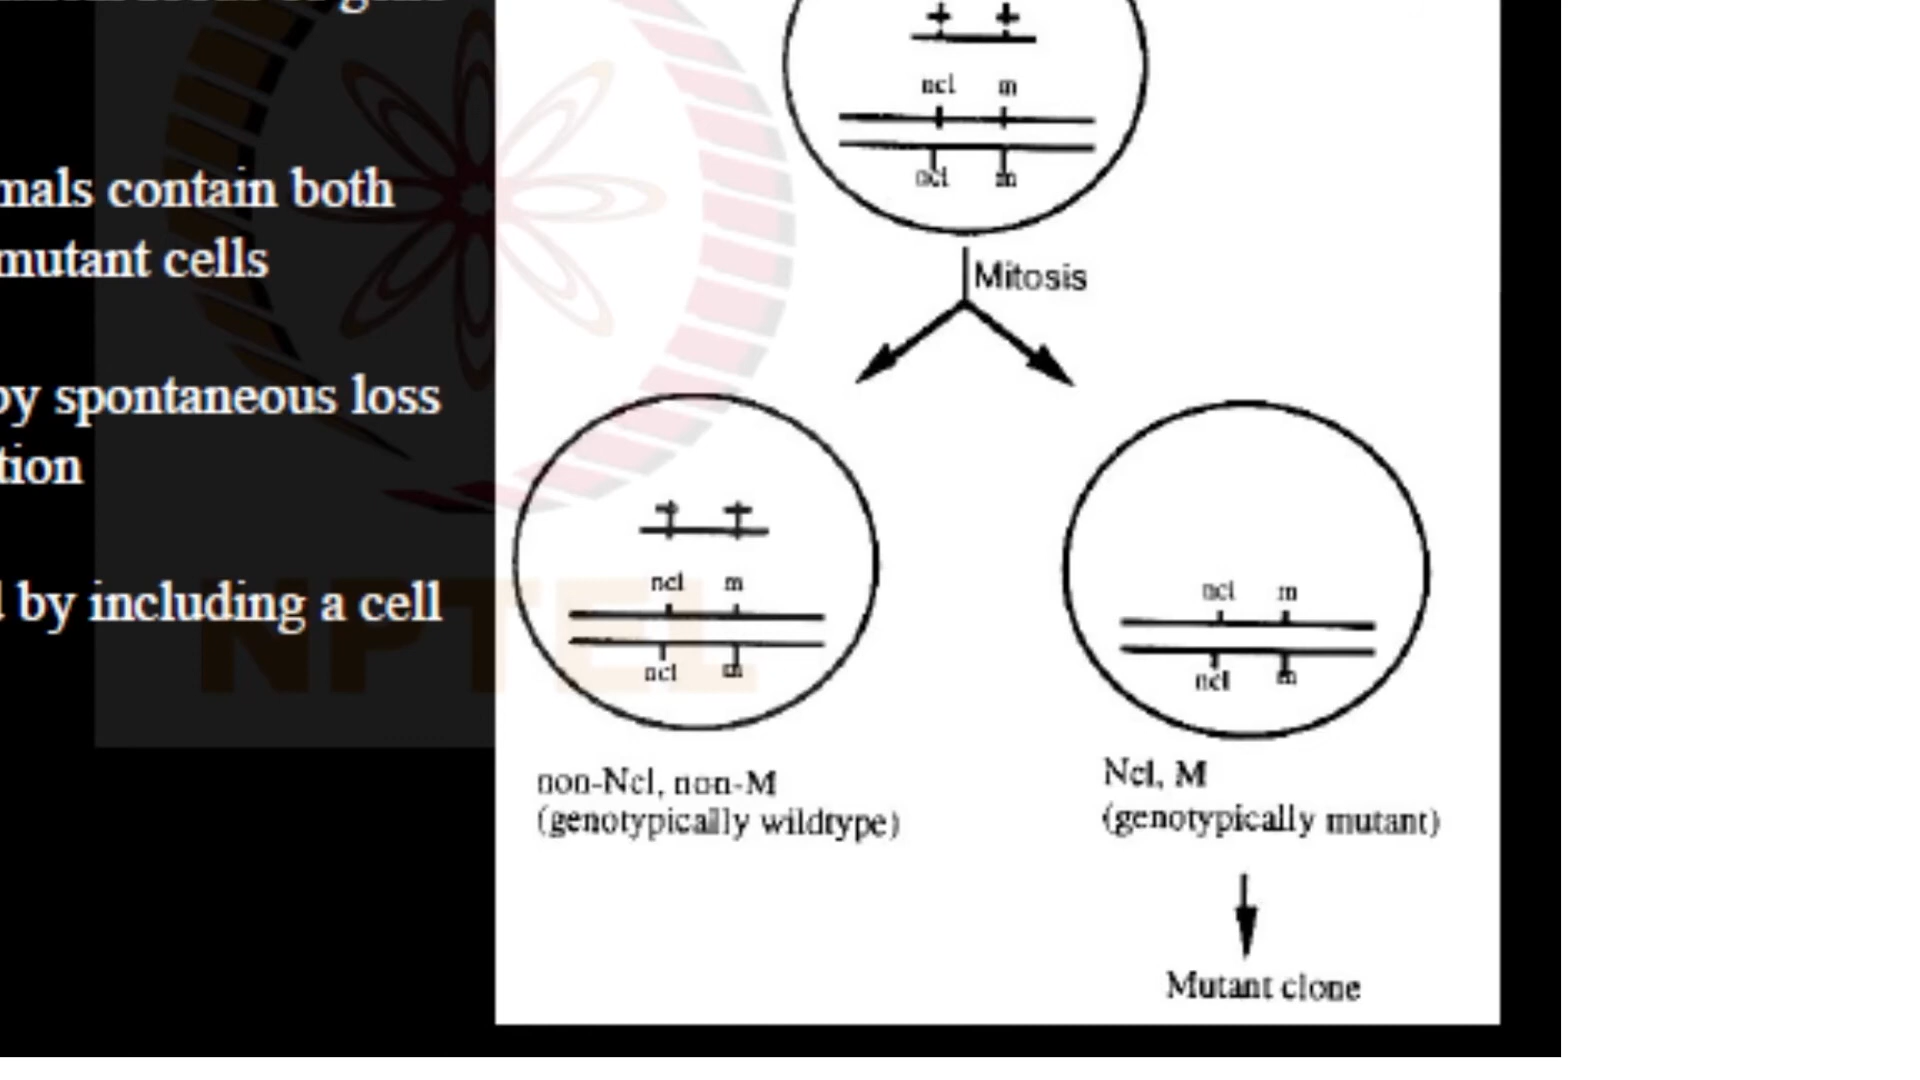 mals contain both
mutant cells
by spontaneous loss
tion
by including a cell
+ +
ncl m
ncl m
Mitosis
+ +
ncl m
ncl m
non-Ncl, non-M
(genotypically wildtype)
ncl m
ncl m
Ncl, M
(genotypically mutant)
Mutant clone
NPTEL